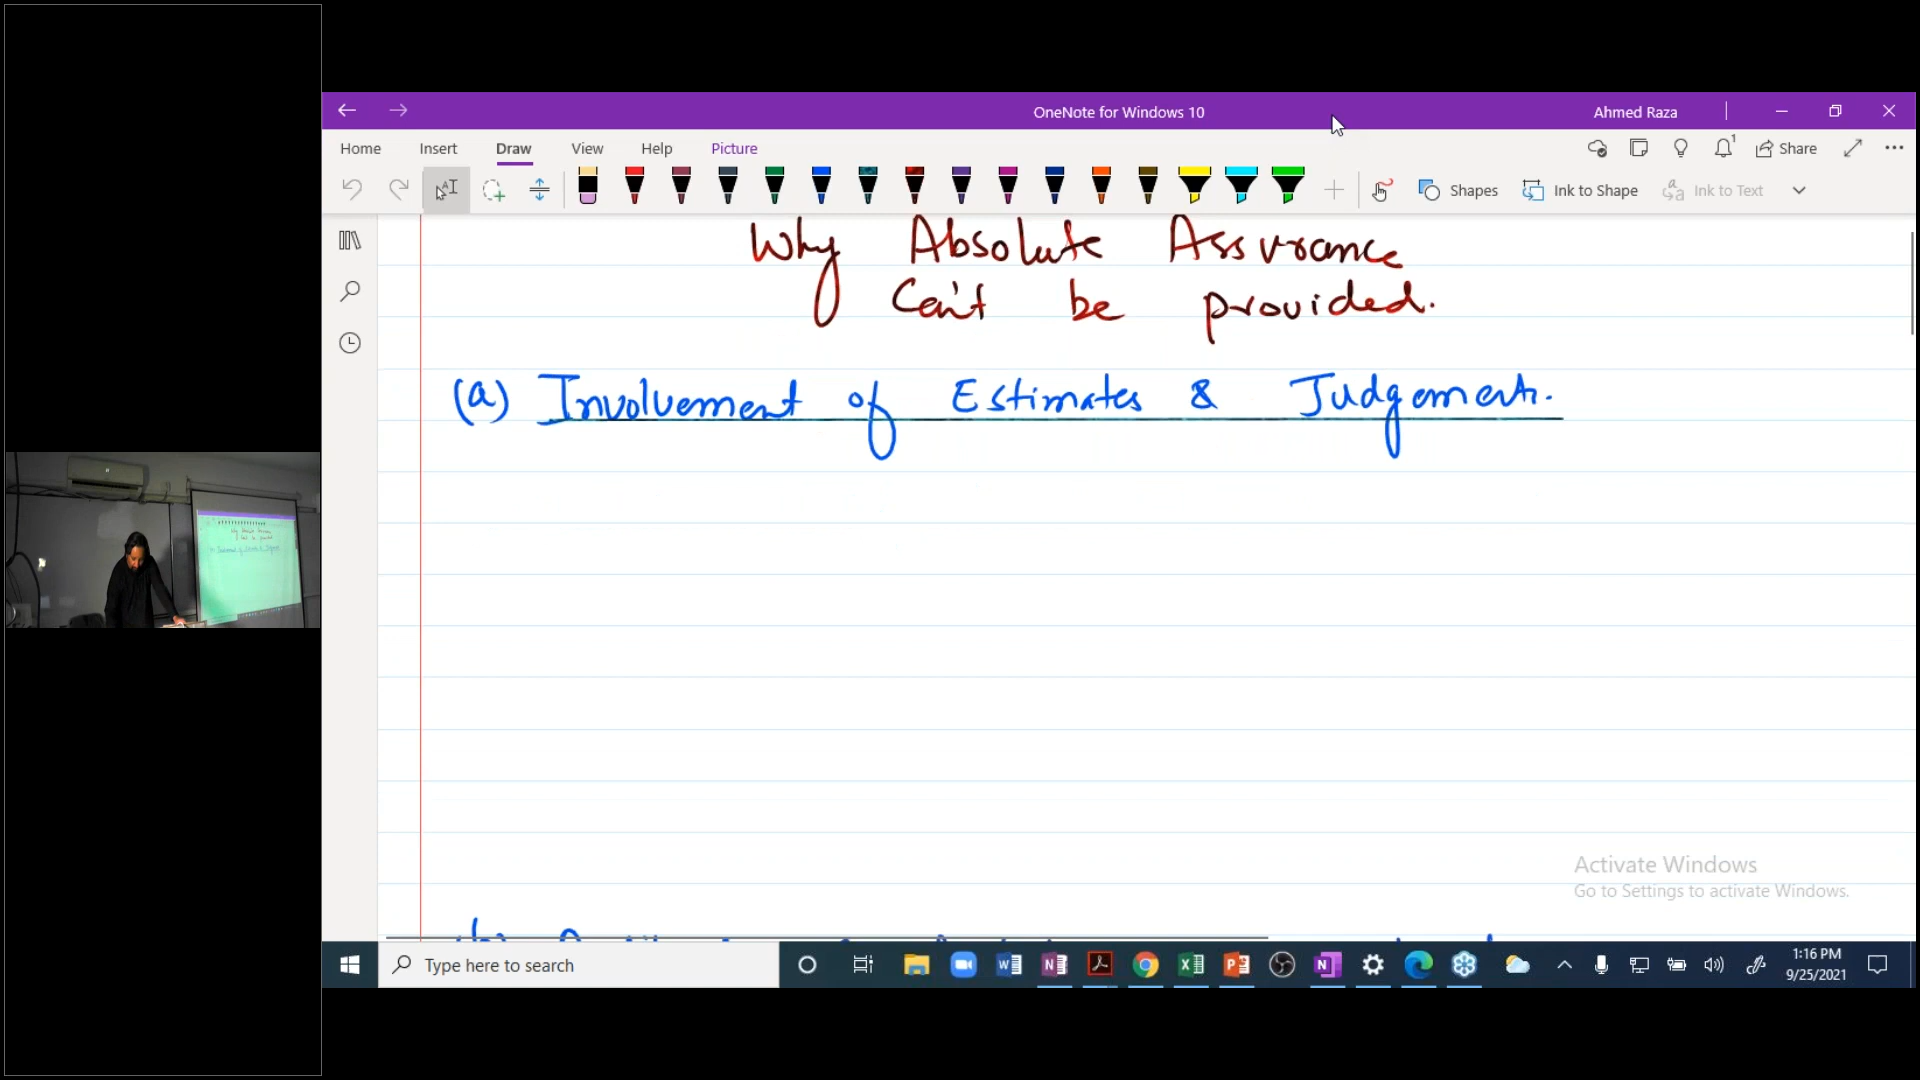 OneNote for Windows 10
Ahmed Raza
Home Insert Draw View Help Picture
Share
Shapes Ink to Shape Ink to Text
Why Absolute Assurance
Can't be provided.
(a) Involvement of Estimates & Judgements.
Activate Windows
Go to Settings to activate Windows.
Type here to search
1:16 PM
9/25/2021